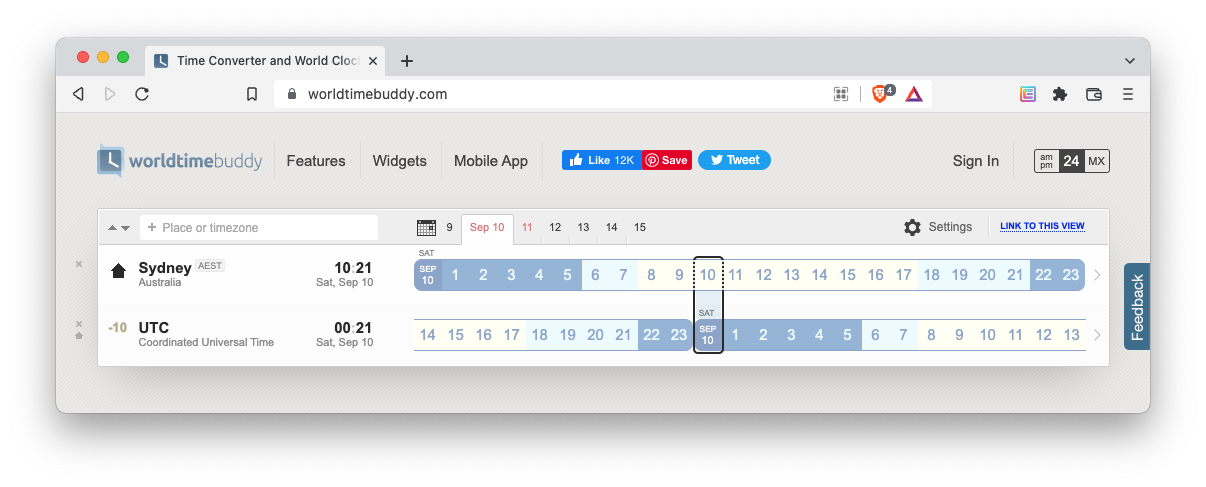 Time Converter and World Cloc
worldtimebuddy.com
4
worldtimebuddy
Features
Widgets
Mobile App
Like 12K
Save
Tweet
Sign In
am pm 24 MX
+ Place or timezone
9 Sep 10 11 12 13 14 15
Settings
LINK TO THIS VIEW
SAT
Sydney AEST 10:21
Australia Sat, Sep 10
SEP 10 1 2 3 4 5 6 7 8 9 10 11 12 13 14 15 16 17 18 19 20 21 22 23
SAT
-10 UTC 00:21
Coordinated Universal Time Sat, Sep 10
14 15 16 17 18 19 20 21 22 23 SEP 10 1 2 3 4 5 6 7 8 9 10 11 12 13
Feedback